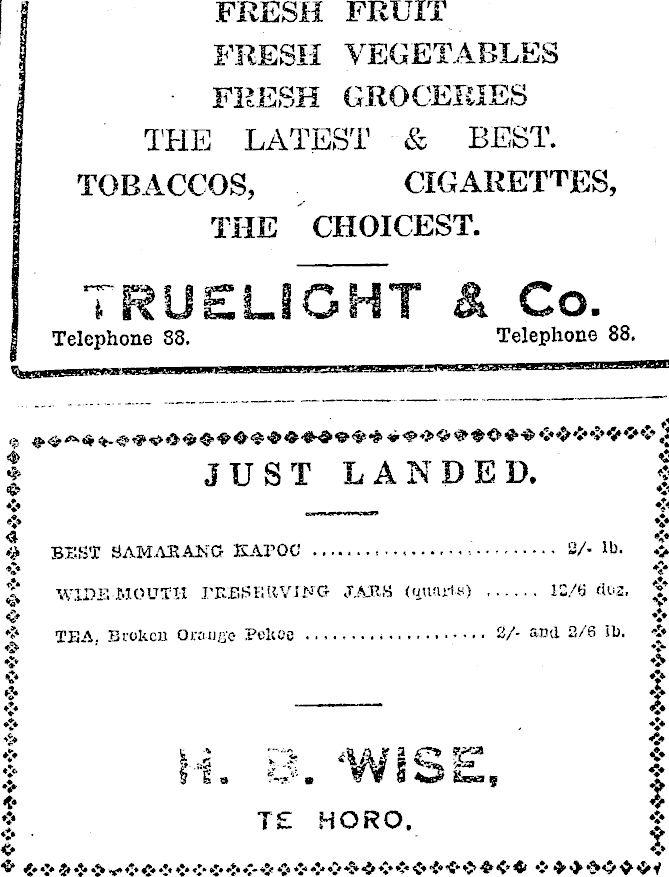 FRESH FRUIT
FRESH VEGETABLES
FRESH GROCERIES
THE LATEST & BEST.
TOBACCOS, CIGARETTES,
THE CHOICEST.
TRUELIGHT & Co.
Telephone 88. Telephone 88.
JUST LANDED.
BEST SAMARANG KAPOC .......................... 2/- lb.
WIDE-MOUTH PRESERVING JARS (quarts) ...... 12/6 doz.
TEA, Broken Orange Pekoe .................... 2/- and 2/6 lb.
H. B. WISE,
TE HORO.